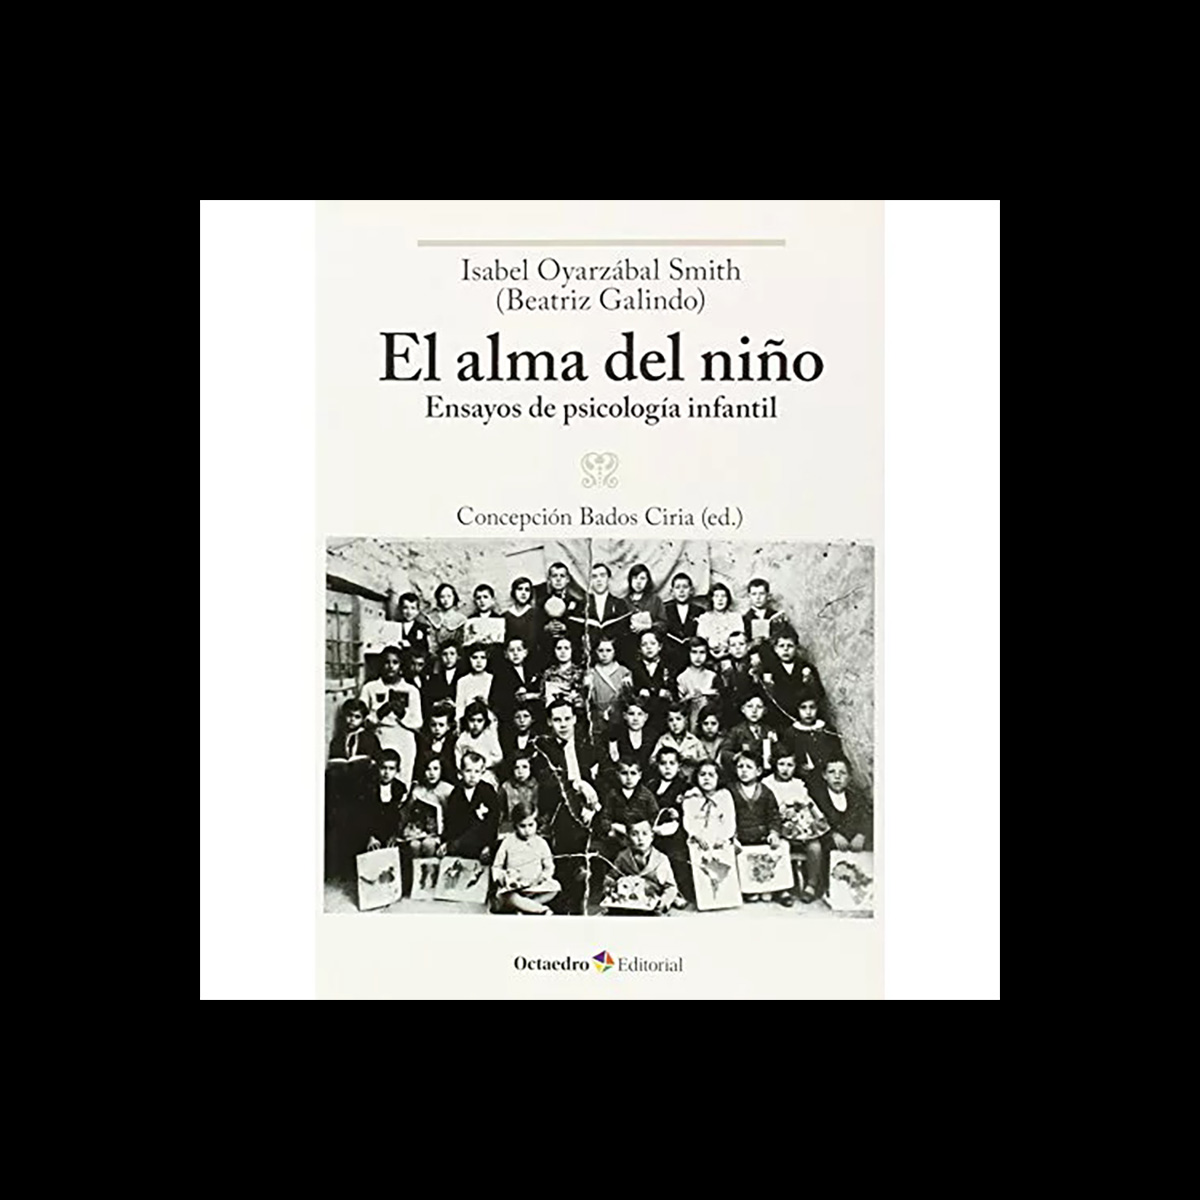 Isabel Oyarzábal Smith
(Beatriz Galindo)
El alma del niño
Ensayos de psicología infantil
Concepción Bados Ciria (ed.)
Octaedro Editorial